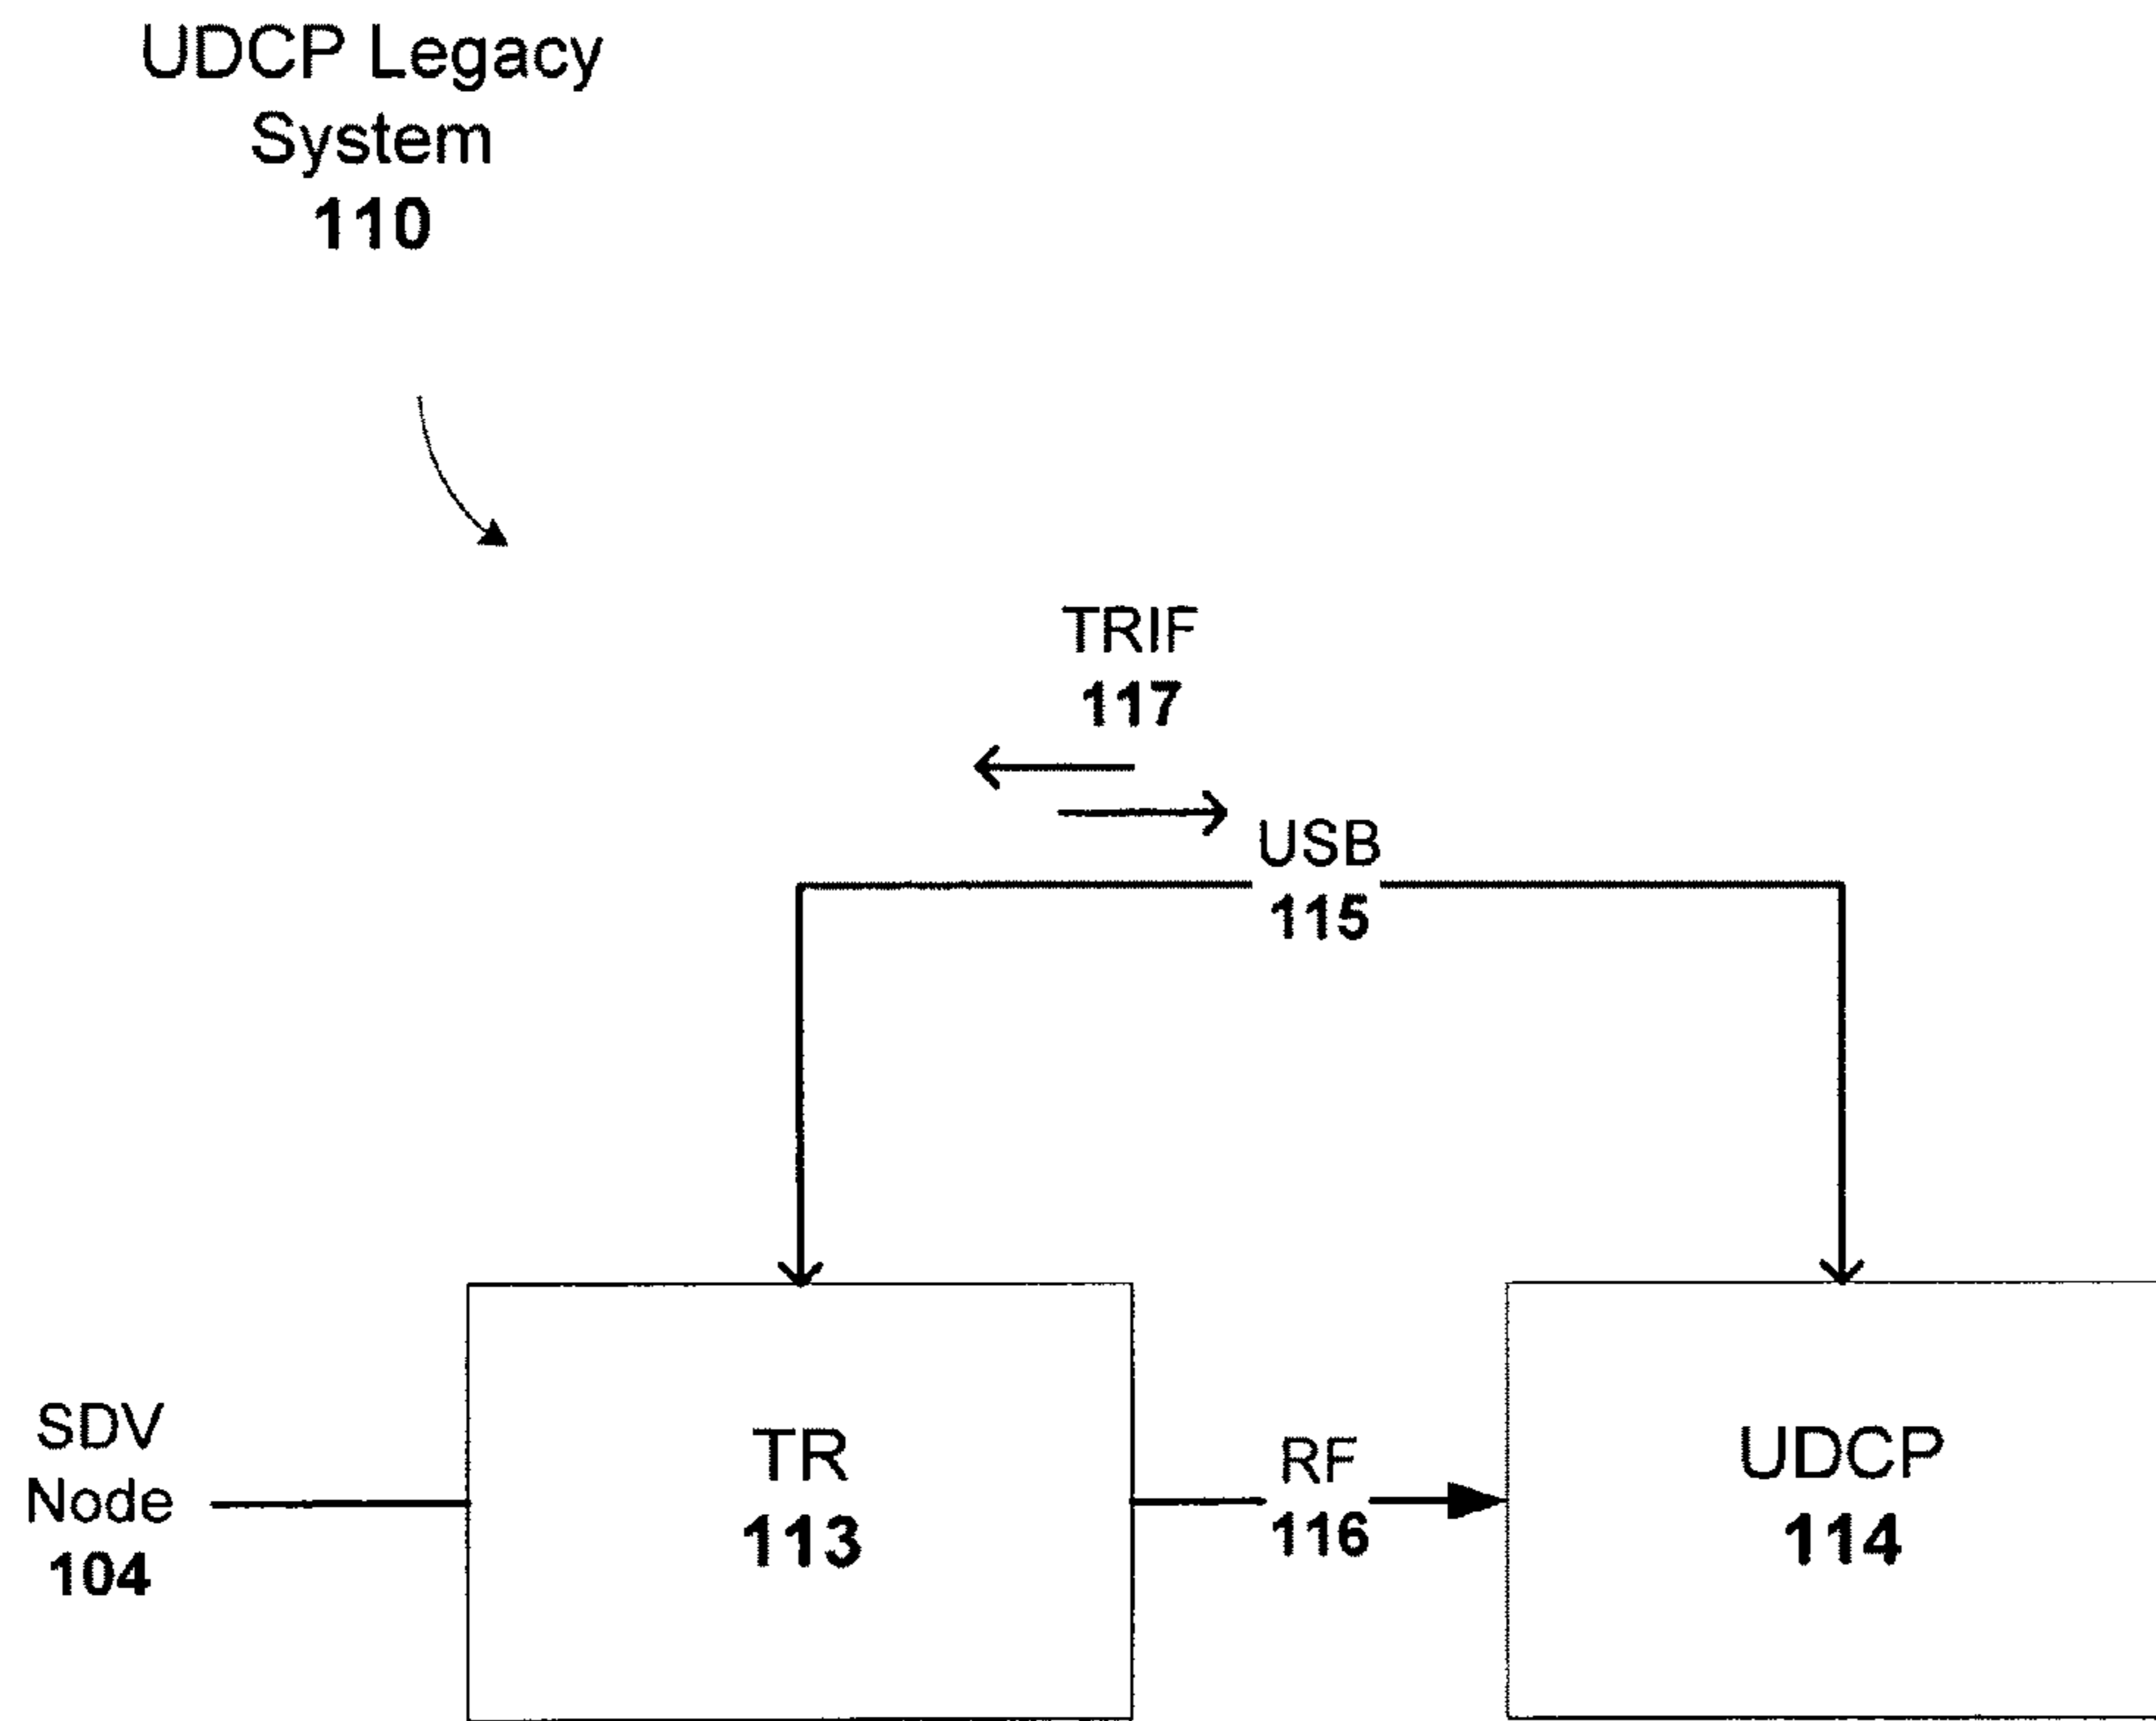 UDCP Legacy
System
110
TRIF
117
USB
115
SDV
Node
104
TR
113
RF
116
UDCP
114